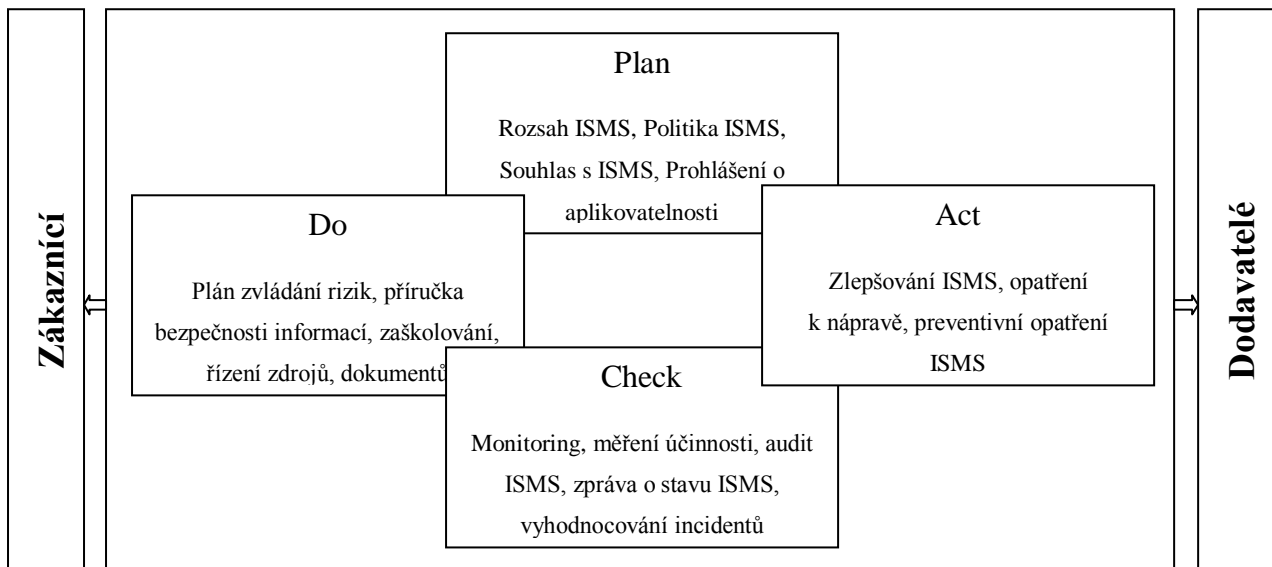 Zákazníci
Plan
Rozsah ISMS, Politika ISMS,
Souhlas s ISMS, Prohlášení o
aplikovatelnosti
Do
Plán zvládání rizik, příručka
bezpečnosti informací, zaškolování,
řízení zdrojů, dokumentů
Act
Zlepšování ISMS, opatření
k nápravě, preventivní opatření
ISMS
Check
Monitoring, měření účinnosti, audit
ISMS, zpráva o stavu ISMS,
vyhodnocování incidentů
Dodavatelé